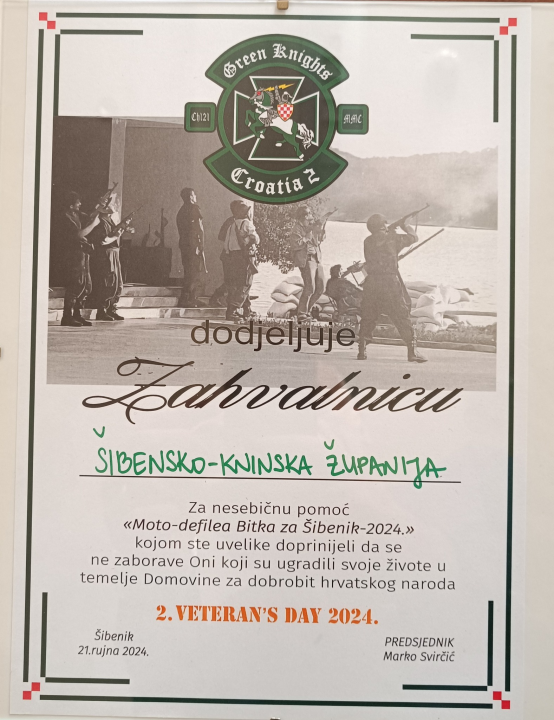 Green Knights
Ch121
MMC
Croatia 2
dodjeljuje
Zahvalnicu
ŠIBENSKO-KNINSKA ŽUPANIJA
Za nesebičnu pomoć
«Moto-defilea Bitka za Šibenik-2024.»
kojom ste uvelike doprinijeli da se
ne zaborave Oni koji su ugradili svoje živote u
temelje Domovine za dobrobit hrvatskog naroda
2. VETERAN'S DAY 2024.
Šibenik
21.rujna 2024.
PREDSJEDNIK
Marko Svirčić